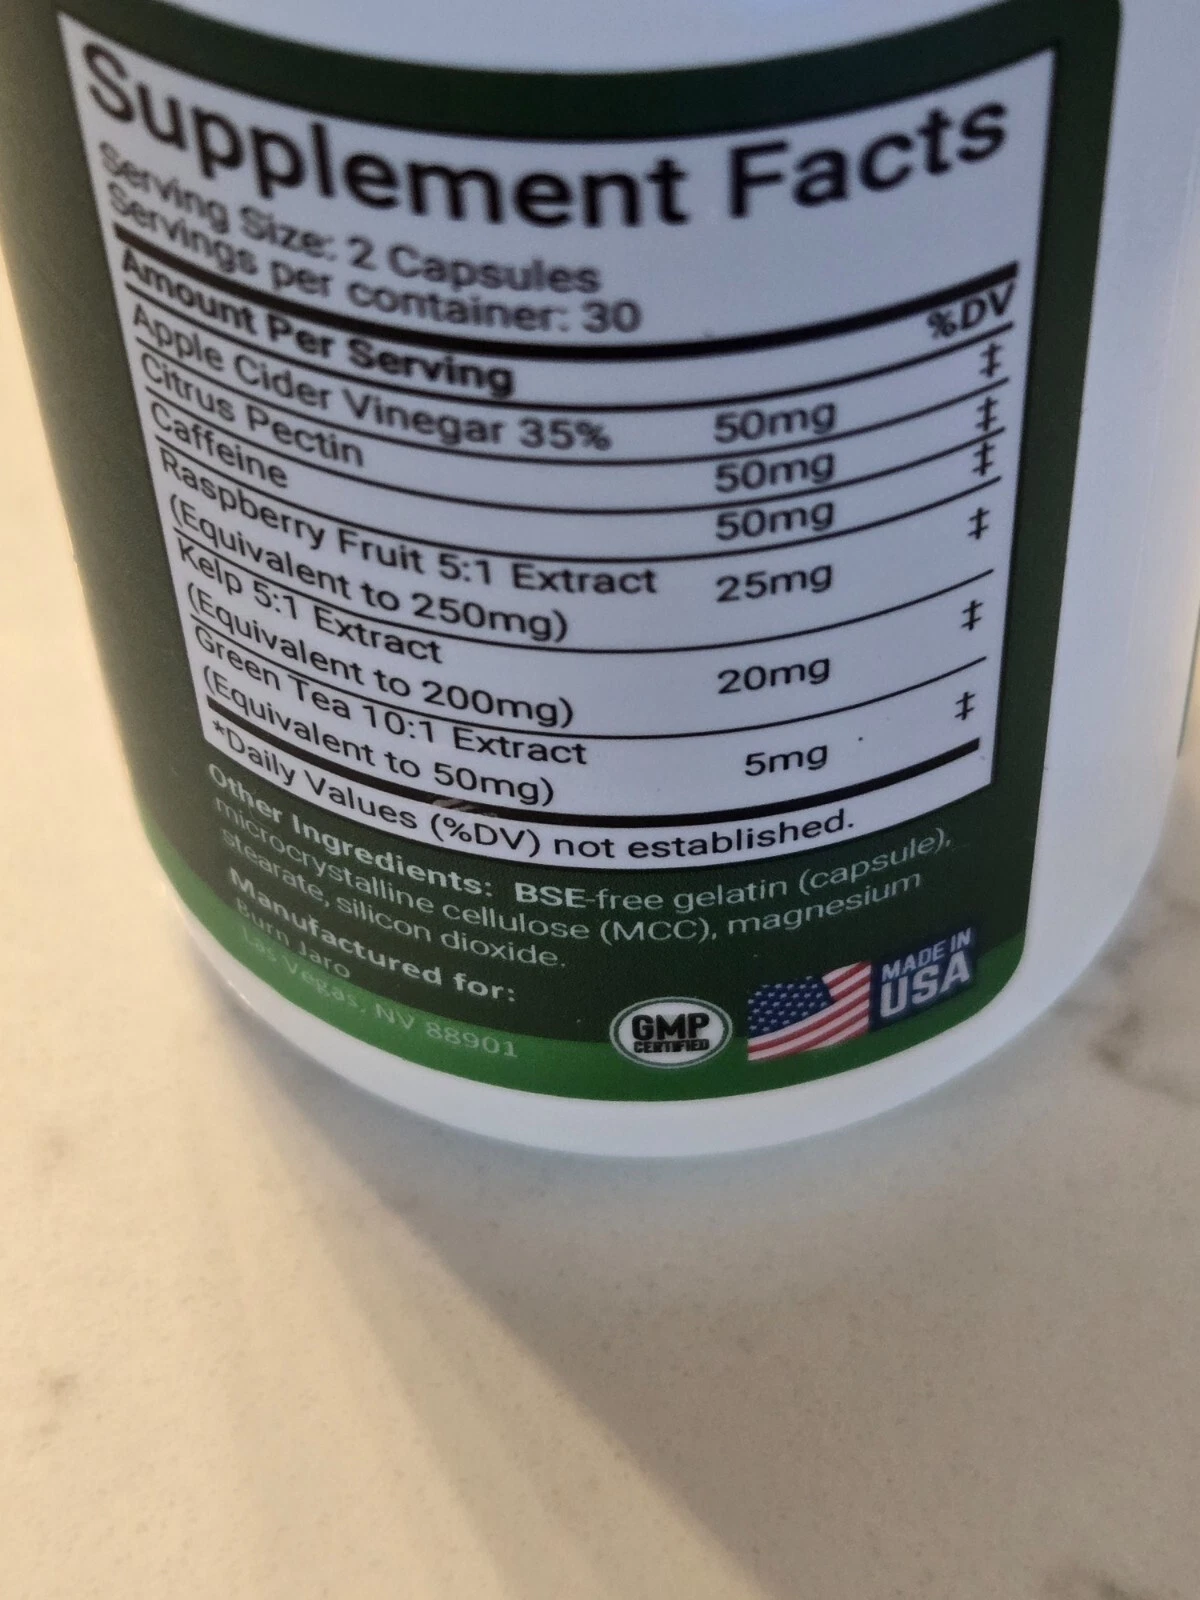 Supplement Facts
Serving Size: 2 Capsules
Servings per container: 30
Amount Per Serving %DV
Apple Cider Vinegar 35% 50mg ‡
Citrus Pectin 50mg ‡
Caffeine 50mg ‡
Raspberry Fruit 5:1 Extract 25mg ‡
(Equivalent to 250mg)
Kelp 5:1 Extract 20mg ‡
(Equivalent to 200mg)
Green Tea 10:1 Extract 5mg ‡
(Equivalent to 50mg)
*Daily Values (%DV) not established.
Other Ingredients: BSE-free gelatin (capsule),
microcrystalline cellulose (MCC), magnesium
stearate, silicon dioxide.
Manufactured for:
Burn Jaro
Las Vegas, NV 88901
GMP
CERTIFIED
MADE IN
USA